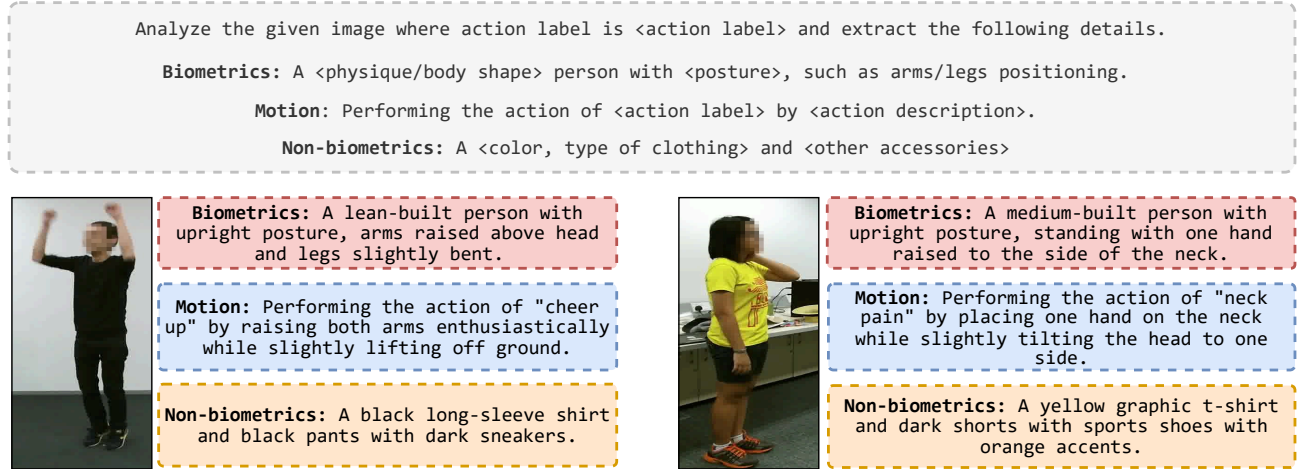 Analyze the given image where action label is <action label> and extract the following details.
Biometrics: A <physique/body shape> person with <posture>, such as arms/legs positioning.
Motion: Performing the action of <action label> by <action description>.
Non-biometrics: A <color, type of clothing> and <other accessories>
Biometrics: A lean-built person with
upright posture, arms raised above head
and legs slightly bent.
Motion: Performing the action of "cheer
up" by raising both arms enthusiastically
while slightly lifting off ground.
Non-biometrics: A black long-sleeve shirt
and black pants with dark sneakers.
Biometrics: A medium-built person with
upright posture, standing with one hand
raised to the side of the neck.
Motion: Performing the action of "neck
pain" by placing one hand on the neck
while slightly tilting the head to one
side.
Non-biometrics: A yellow graphic t-shirt
and dark shorts with sports shoes with
orange accents.